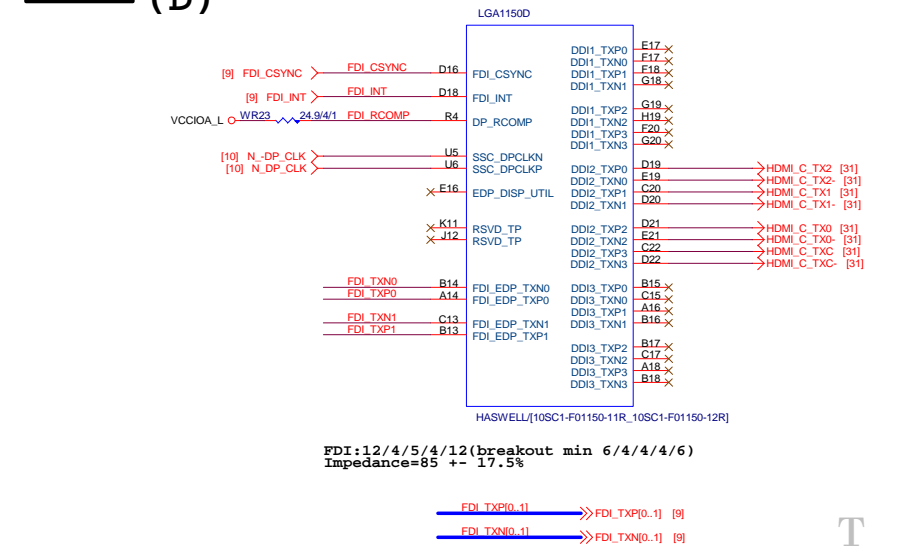 (D)
LGA1150D
[9] FDI_CSYNC FDI_CSYNC D16 FDI_CSYNC
[9] FDI_INT FDI_INT D18 FDI_INT
VCCIOA_L WR23 24.9/4/1 FDI_RCOMP R4 DP_RCOMP
[10] N_-DP_CLK U5 SSC_DPCLKN
[10] N_DP_CLK U6 SSC_DPCLKP
E16 EDP_DISP_UTIL
K11 RSVD_TP
J12 RSVD_TP
FDI_TXN0 B14 FDI_EDP_TXN0
FDI_TXP0 A14 FDI_EDP_TXP0
FDI_TXN1 C13 FDI_EDP_TXN1
FDI_TXP1 B13 FDI_EDP_TXP1
DDI1_TXP0 E17
DDI1_TXN0 F17
DDI1_TXP1 F18
DDI1_TXN1 G18
DDI1_TXP2 G19
DDI1_TXN2 H19
DDI1_TXP3 F20
DDI1_TXN3 G20
DDI2_TXP0 D19 HDMI_C_TX2 [31]
DDI2_TXN0 E19 HDMI_C_TX2- [31]
DDI2_TXP1 C20 HDMI_C_TX1 [31]
DDI2_TXN1 D20 HDMI_C_TX1- [31]
DDI2_TXP2 D21 HDMI_C_TX0 [31]
DDI2_TXN2 E21 HDMI_C_TX0- [31]
DDI2_TXP3 C22 HDMI_C_TXC [31]
DDI2_TXN3 D22 HDMI_C_TXC- [31]
DDI3_TXP0 B15
DDI3_TXN0 C15
DDI3_TXP1 A16
DDI3_TXN1 B16
DDI3_TXP2 B17
DDI3_TXN2 C17
DDI3_TXP3 A18
DDI3_TXN3 B18
HASWELL/[10SC1-F01150-11R_10SC1-F01150-12R]
FDI:12/4/5/4/12(breakout min 6/4/4/4/6)
Impedance=85 +- 17.5%
FDI_TXP[0..1] FDI_TXP[0..1] [9]
FDI_TXN[0..1] FDI_TXN[0..1] [9]
T